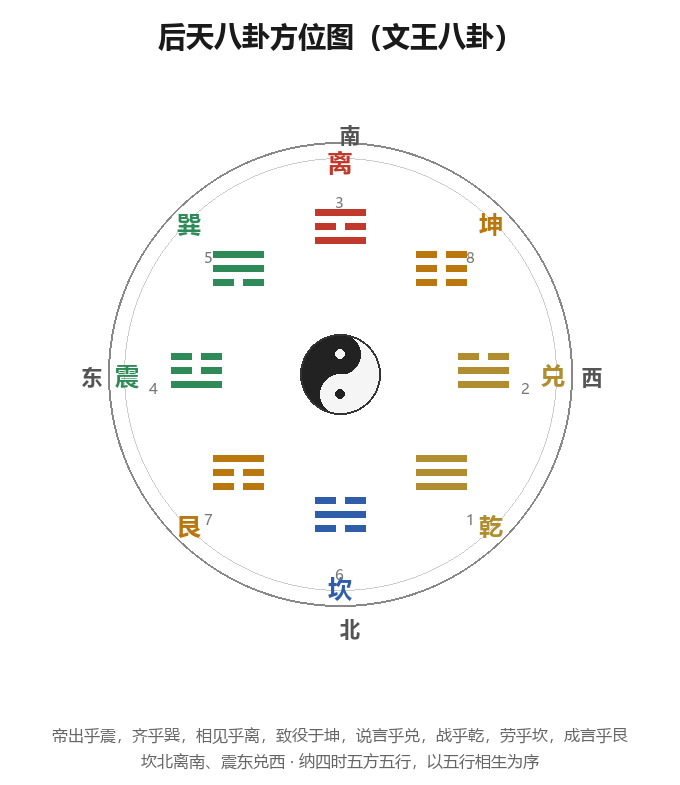 后天八卦方位图（文王八卦）
南
离
3
巽
坤
5
8
东
震
4
2
兑
西
艮
7
1
乾
6
坎
北
帝出乎震，齐乎巽，相见乎离，致役于坤，说言乎兑，战乎乾，劳乎坎，成言乎艮
坎北离南、震东兑西 · 纳四时五方五行，以五行相生为序